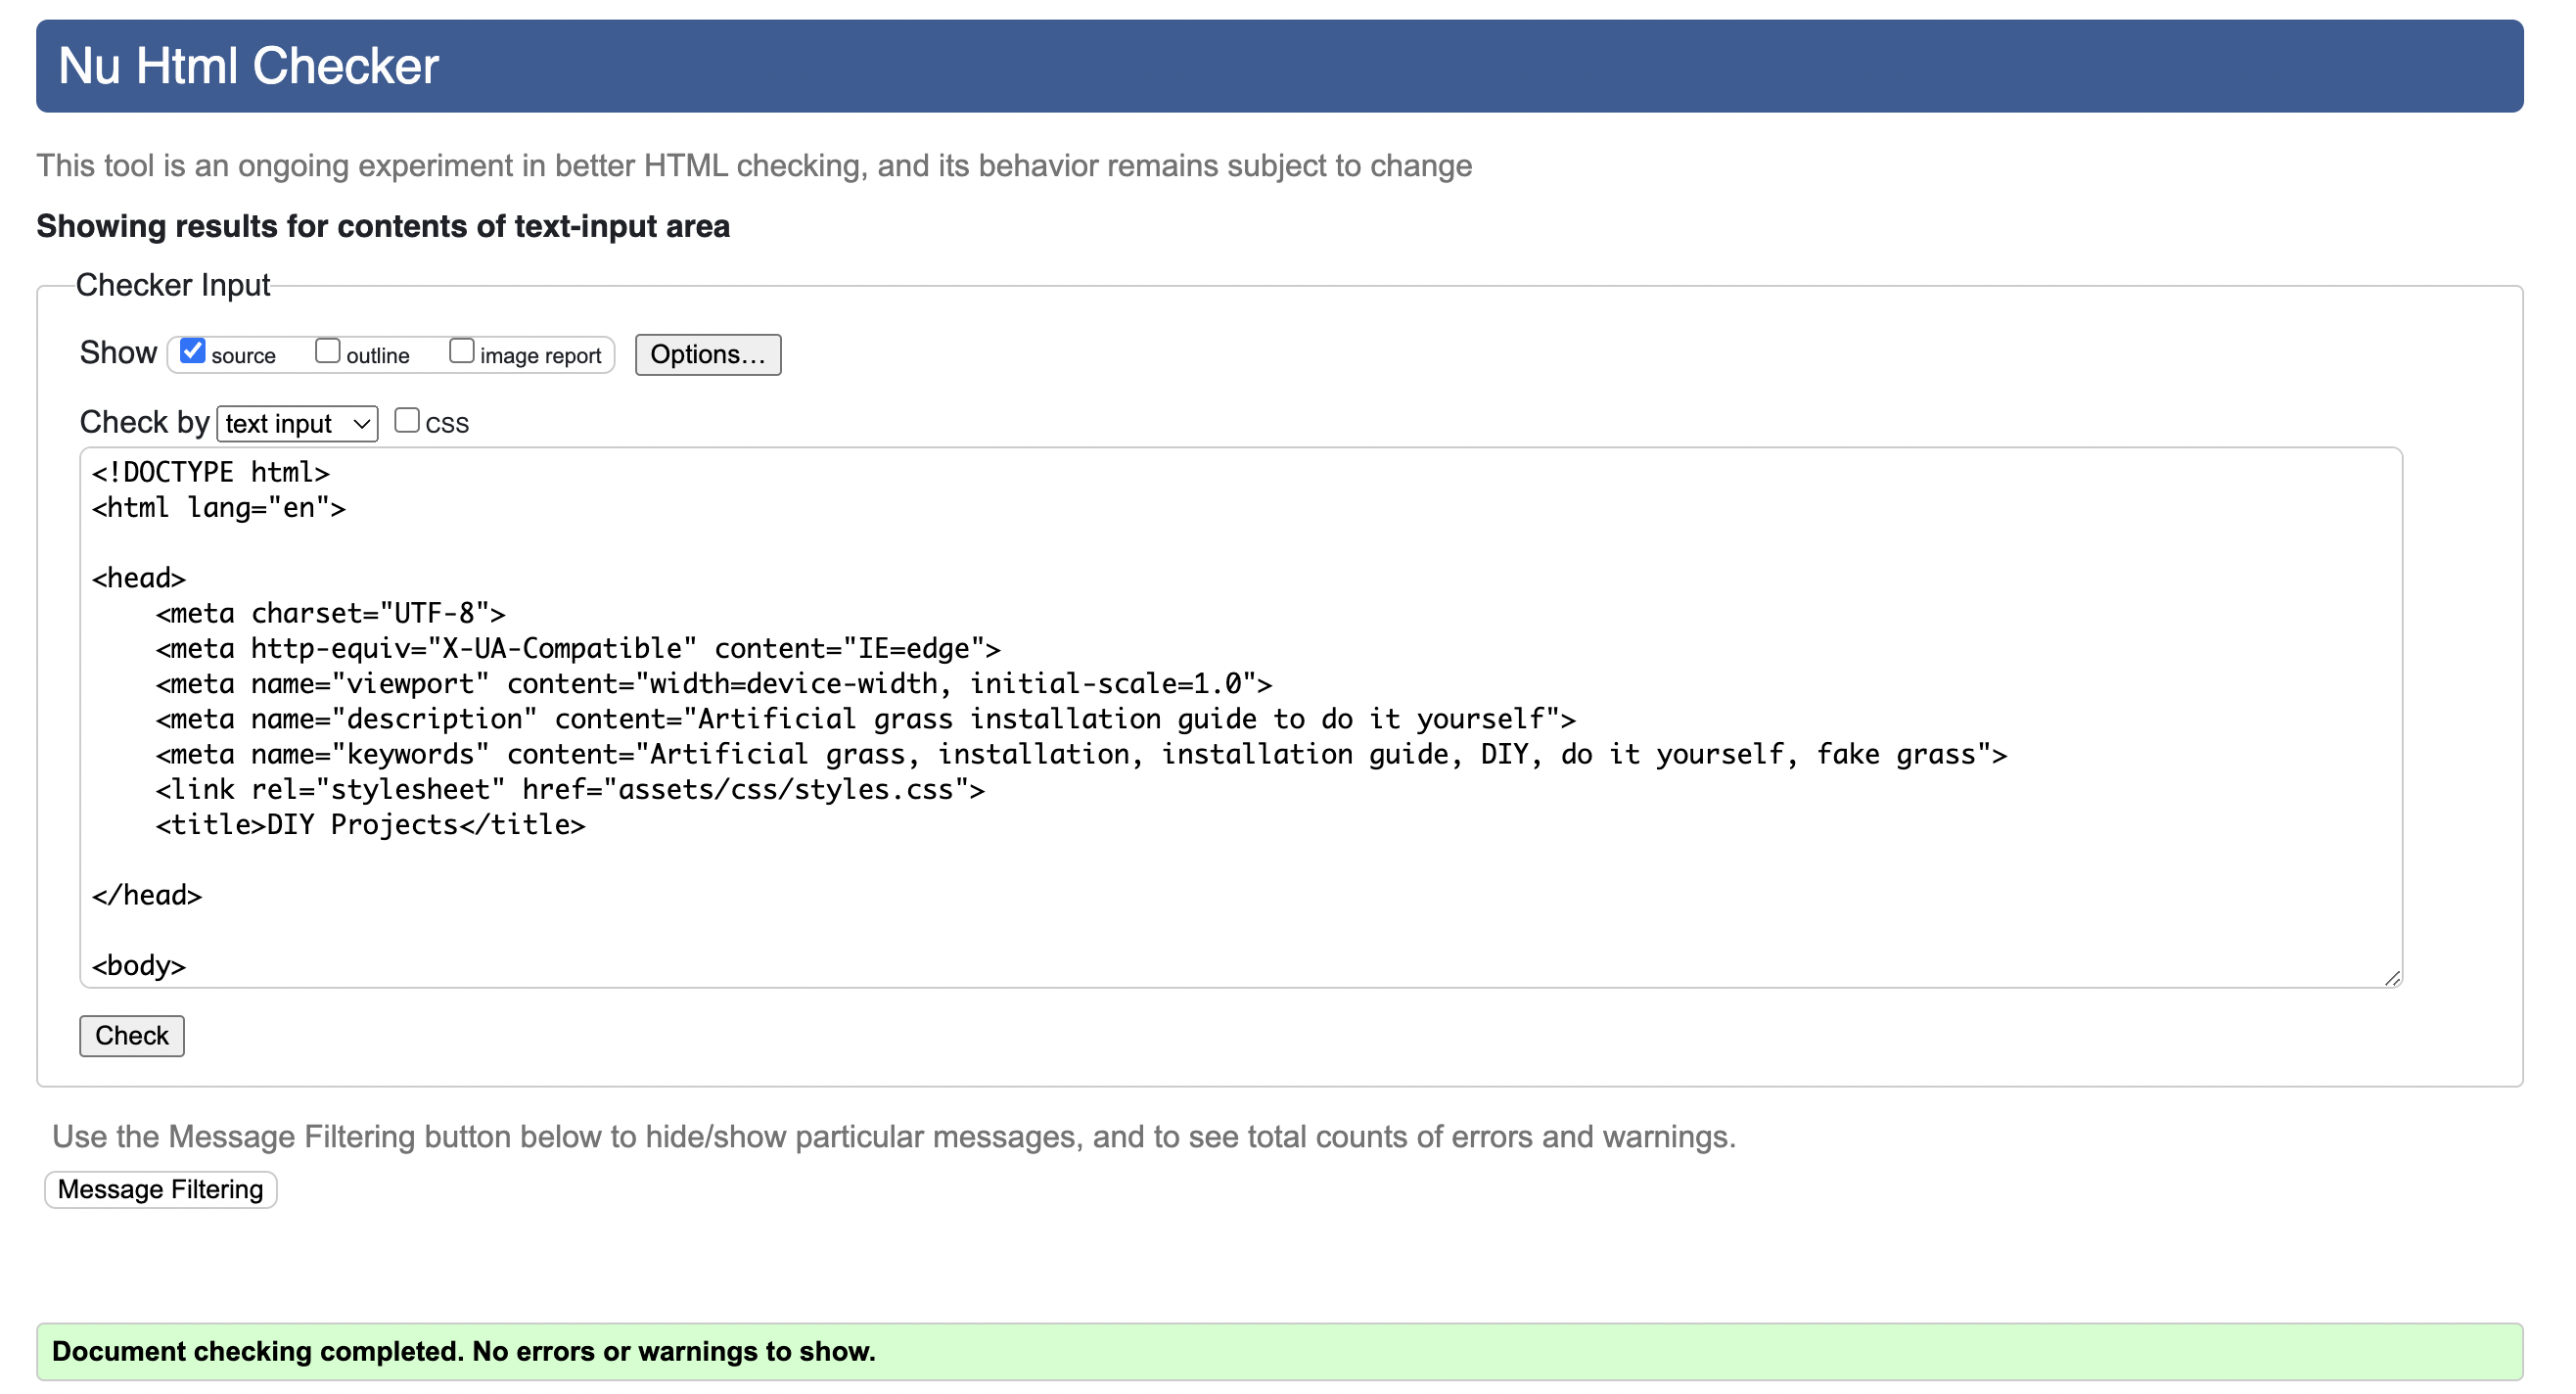 Nu Html Checker
This tool is an ongoing experiment in better HTML checking, and its behavior remains subject to change
Showing results for contents of text-input area
Checker Input
Show source outline image report Options...
Check by text input CSS
<!DOCTYPE html>
<html lang="en">
<head>
    <meta charset="UTF-8">
    <meta http-equiv="X-UA-Compatible" content="IE=edge">
    <meta name="viewport" content="width=device-width, initial-scale=1.0">
    <meta name="description" content="Artificial grass installation guide to do it yourself">
    <meta name="keywords" content="Artificial grass, installation, installation guide, DIY, do it yourself, fake grass">
    <link rel="stylesheet" href="assets/css/styles.css">
    <title>DIY Projects</title>
</head>
<body>
Check
Use the Message Filtering button below to hide/show particular messages, and to see total counts of errors and warnings.
Message Filtering
Document checking completed. No errors or warnings to show.